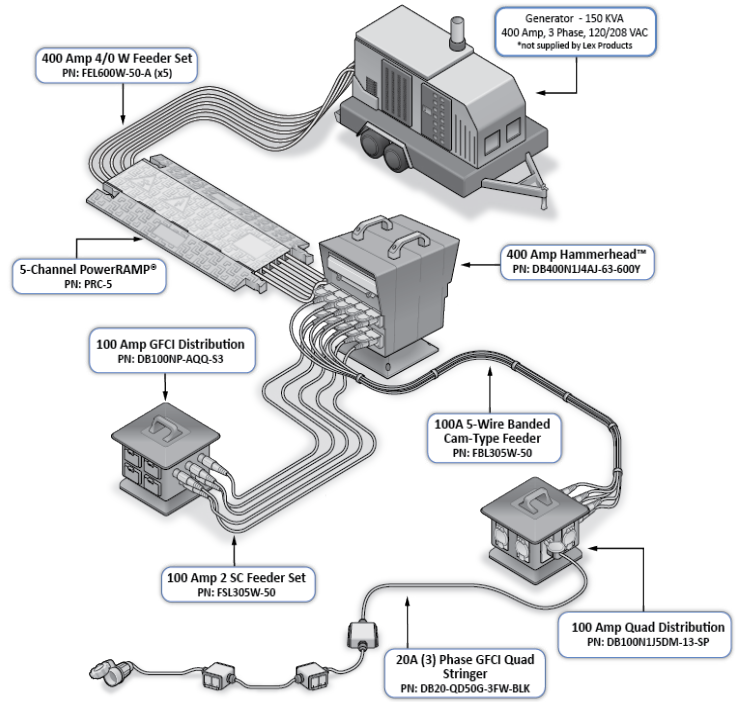 Generator - 150 KVA
400 Amp, 3 Phase, 120/208 VAC
*not supplied by Lex Products
400 Amp 4/0 W Feeder Set
PN: FEL600W-50-A (x5)
5-Channel PowerRAMP®
PN: PRC-5
400 Amp Hammerhead™
PN: DB400N1J4AJ-63-600Y
100 Amp GFCI Distribution
PN: DB100NP-AQQ-S3
100A 5-Wire Banded
Cam-Type Feeder
PN: FBL305W-50
100 Amp 2 SC Feeder Set
PN: FSL305W-50
100 Amp Quad Distribution
PN: DB100N1J5DM-13-SP
20A (3) Phase GFCI Quad
Stringer
PN: DB20-QD50G-3FW-BLK